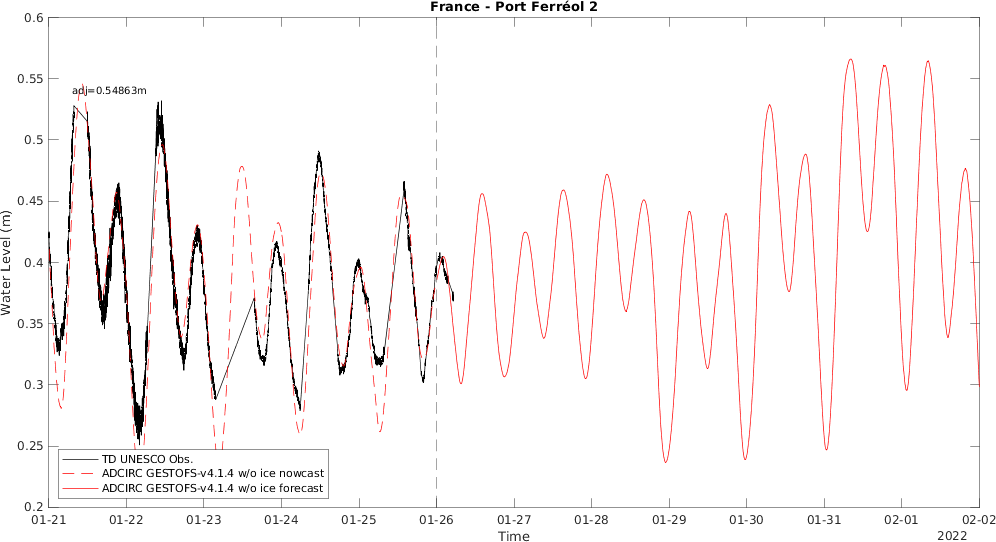 France - Port Ferréol 2
0.6
0.55
0.5
0.45
0.4
0.35
0.3
0.25
0.2
Water Level (m)
adj=0.54863m
TD UNESCO Obs.
ADCIRC GESTOFS-v4.1.4 w/o ice nowcast
ADCIRC GESTOFS-v4.1.4 w/o ice forecast
01-21 01-22 01-23 01-24 01-25 01-26 01-27 01-28 01-29 01-30 01-31 02-01 02-02
Time
2022